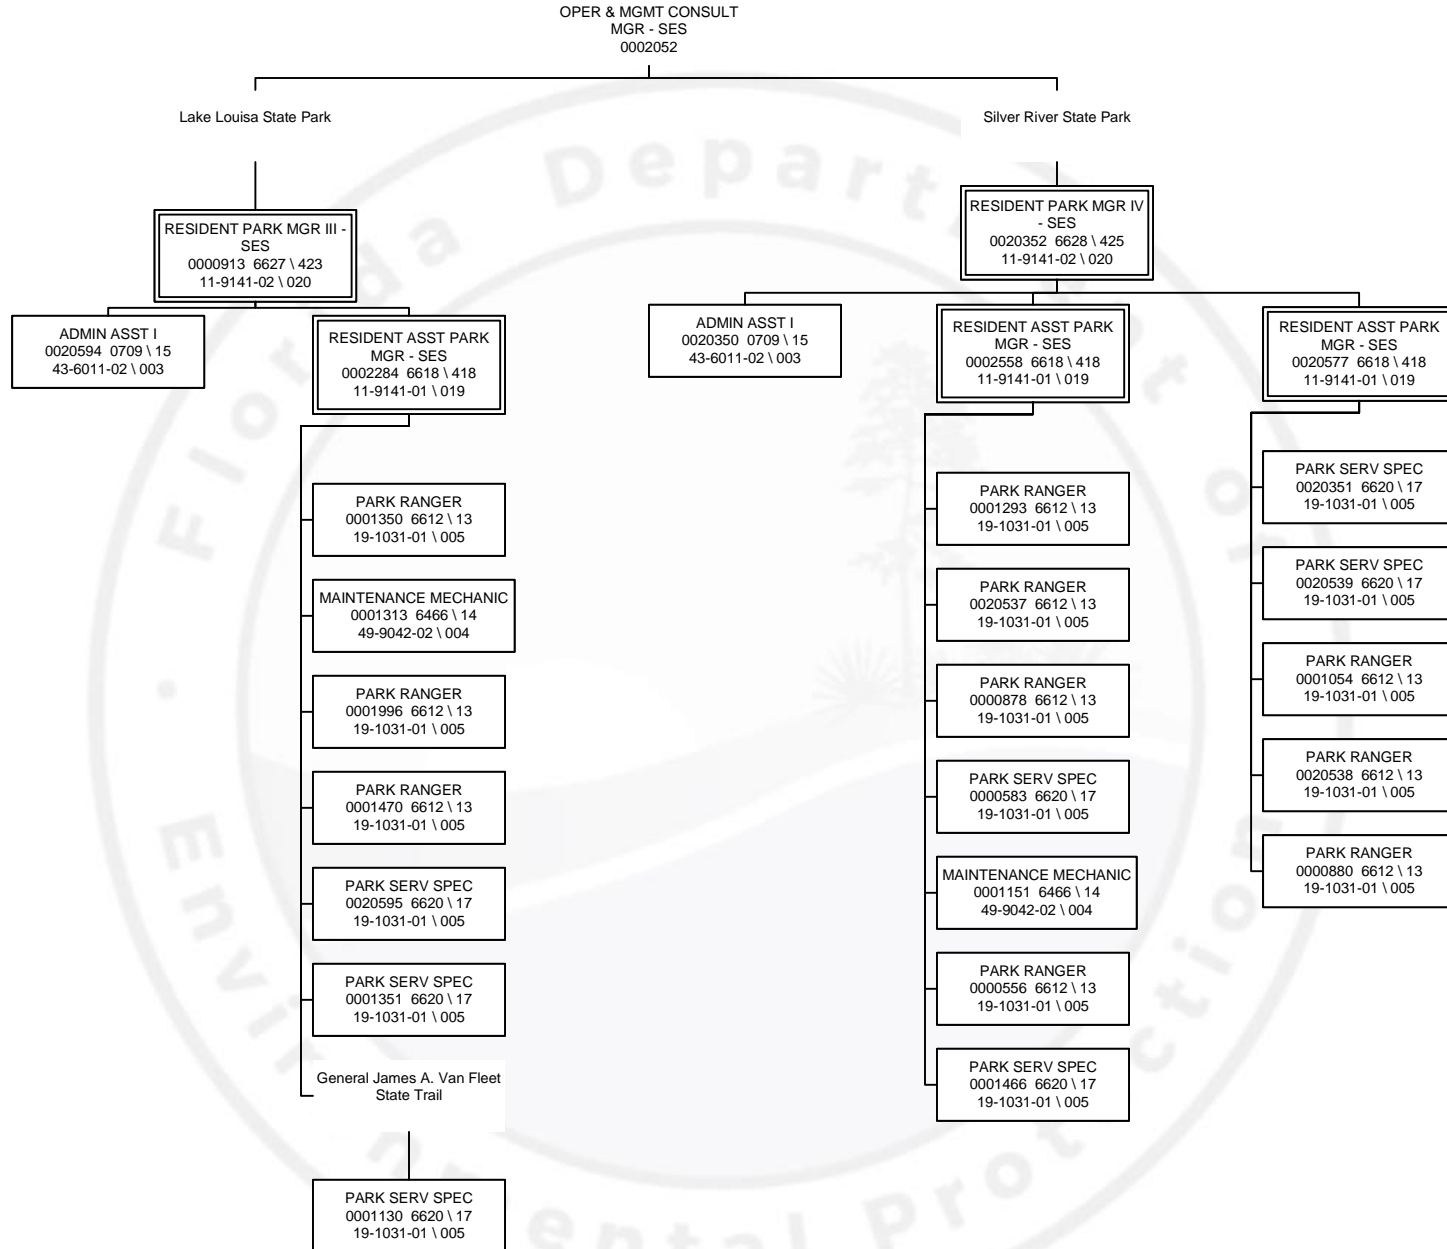 OPER & MGMT CONSULT
MGR - SES
0002052
Lake Louisa State Park
Silver River State Park
RESIDENT PARK MGR III -
SES
0000913 6627 \ 423
11-9141-02 \ 020
RESIDENT PARK MGR IV
- SES
0020352 6628 \ 425
11-9141-02 \ 020
ADMIN ASST I
0020594 0709 \ 15
43-6011-02 \ 003
RESIDENT ASST PARK
MGR - SES
0002284 6618 \ 418
11-9141-01 \ 019
ADMIN ASST I
0020350 0709 \ 15
43-6011-02 \ 003
RESIDENT ASST PARK
MGR - SES
0002558 6618 \ 418
11-9141-01 \ 019
RESIDENT ASST PARK
MGR - SES
0020577 6618 \ 418
11-9141-01 \ 019
PARK RANGER
0001350 6612 \ 13
19-1031-01 \ 005
MAINTENANCE MECHANIC
0001313 6466 \ 14
49-9042-02 \ 004
PARK RANGER
0001996 6612 \ 13
19-1031-01 \ 005
PARK RANGER
0001470 6612 \ 13
19-1031-01 \ 005
PARK SERV SPEC
0020595 6620 \ 17
19-1031-01 \ 005
PARK SERV SPEC
0001351 6620 \ 17
19-1031-01 \ 005
General James A. Van Fleet
State Trail
PARK SERV SPEC
0001130 6620 \ 17
19-1031-01 \ 005
PARK RANGER
0001293 6612 \ 13
19-1031-01 \ 005
PARK RANGER
0020537 6612 \ 13
19-1031-01 \ 005
PARK RANGER
0000878 6612 \ 13
19-1031-01 \ 005
PARK SERV SPEC
0000583 6620 \ 17
19-1031-01 \ 005
MAINTENANCE MECHANIC
0001151 6466 \ 14
49-9042-02 \ 004
PARK RANGER
0000556 6612 \ 13
19-1031-01 \ 005
PARK SERV SPEC
0001466 6620 \ 17
19-1031-01 \ 005
PARK SERV SPEC
0020351 6620 \ 17
19-1031-01 \ 005
PARK SERV SPEC
0020539 6620 \ 17
19-1031-01 \ 005
PARK RANGER
0001054 6612 \ 13
19-1031-01 \ 005
PARK RANGER
0020538 6612 \ 13
19-1031-01 \ 005
PARK RANGER
0000880 6612 \ 13
19-1031-01 \ 005
Florida Department of
Environmental Protection